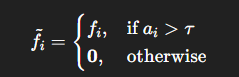 f̃ᵢ = { fᵢ, if aᵢ > τ
𝟎, otherwise